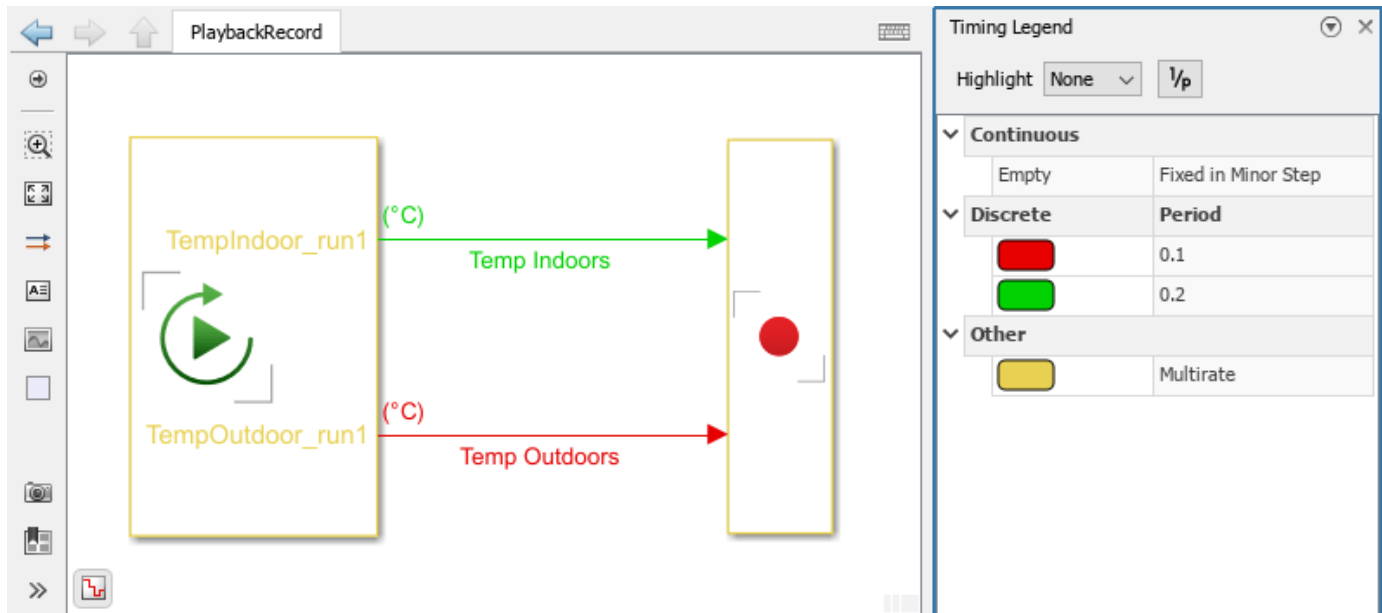 PlaybackRecord
TempIndoor_run1
(°C)
Temp Indoors
TempOutdoor_run1
(°C)
Temp Outdoors
Timing Legend
Highlight None 1/p
Continuous
Empty Fixed in Minor Step
Discrete Period
0.1
0.2
Other
Multirate